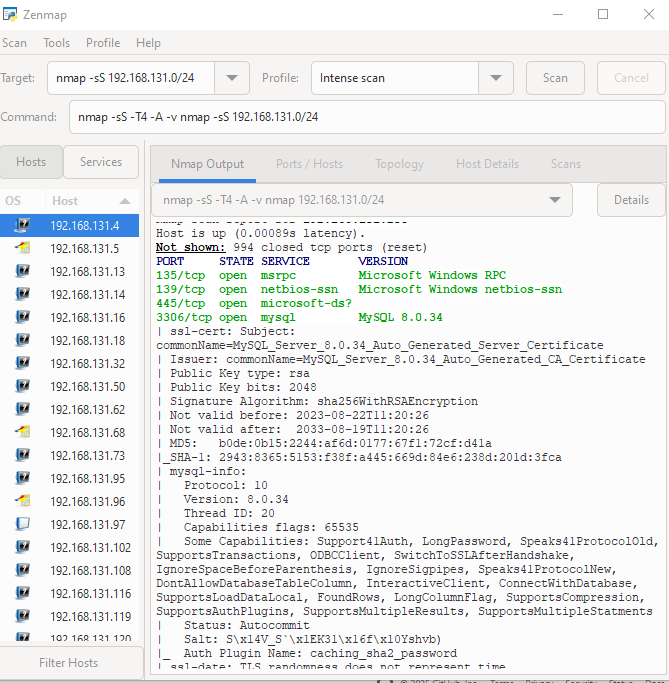 Zenmap
Scan Tools Profile Help
Target: nmap -sS 192.168.131.0/24 Profile: Intense scan Scan Cancel
Command: nmap -sS -T4 -A -v nmap -sS 192.168.131.0/24
Hosts Services
Nmap Output Ports / Hosts Topology Host Details Scans
OS Host
nmap -sS -T4 -A -v nmap 192.168.131.0/24 Details
192.168.131.4
192.168.131.5
192.168.131.13
192.168.131.14
192.168.131.16
192.168.131.18
192.168.131.32
192.168.131.50
192.168.131.62
192.168.131.68
192.168.131.73
192.168.131.95
192.168.131.96
192.168.131.97
192.168.131.102
192.168.131.108
192.168.131.116
192.168.131.119
192.168.131.120
Filter Hosts
Host is up (0.00089s latency).
Not shown: 994 closed tcp ports (reset)
PORT STATE SERVICE VERSION
135/tcp open msrpc Microsoft Windows RPC
139/tcp open netbios-ssn Microsoft Windows netbios-ssn
445/tcp open microsoft-ds?
3306/tcp open mysql MySQL 8.0.34
| ssl-cert: Subject:
commonName=MySQL_Server_8.0.34_Auto_Generated_Server_Certificate
| Issuer: commonName=MySQL_Server_8.0.34_Auto_Generated_CA_Certificate
| Public Key type: rsa
| Public Key bits: 2048
| Signature Algorithm: sha256WithRSAEncryption
| Not valid before: 2023-08-22T11:20:26
| Not valid after: 2033-08-19T11:20:26
| MD5: b0de:0b15:2244:af6d:0177:67f1:72cf:d41a
|_SHA-1: 2943:8365:5153:f38f:a445:669d:84e6:238d:201d:3fca
| mysql-info:
| Protocol: 10
| Version: 8.0.34
| Thread ID: 20
| Capabilities flags: 65535
| Some Capabilities: Support41Auth, LongPassword, Speaks41ProtocolOld,
SupportsTransactions, ODBCClient, SwitchToSSLAfterHandshake,
IgnoreSpaceBeforeParenthesis, IgnoreSigpipes, Speaks41ProtocolNew,
DontAllowDatabaseTableColumn, InteractiveClient, ConnectWithDatabase,
SupportsLoadDataLocal, FoundRows, LongColumnFlag, SupportsCompression,
SupportsAuthPlugins, SupportsMultipleResults, SupportsMultipleStatments
| Status: Autocommit
| Salt: S\x14V_S`\x1EK31\x16f\x10Yshvb)
|_ Auth Plugin Name: caching_sha2_password
| ssl-date: TLS randomness does not represent time